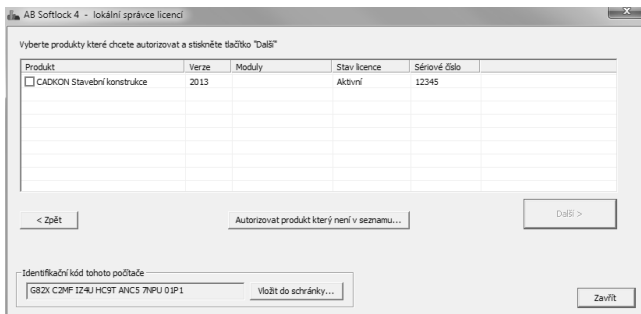 AB Softlock 4 - lokální správce licencí
Vyberte produkty které chcete autorizovat a stiskněte tlačítko "Další"
Produkt Verze Moduly Stav licence Sériové číslo
CADKON Stavební konstrukce 2013 Aktivní 12345
< Zpět Autorizovat produkt který není v seznamu... Další >
Identifikační kód tohoto počítače
G82X C2MF IZ4U HC9T ANC5 7NPU 01P1 Vložit do schránky... Zavřít